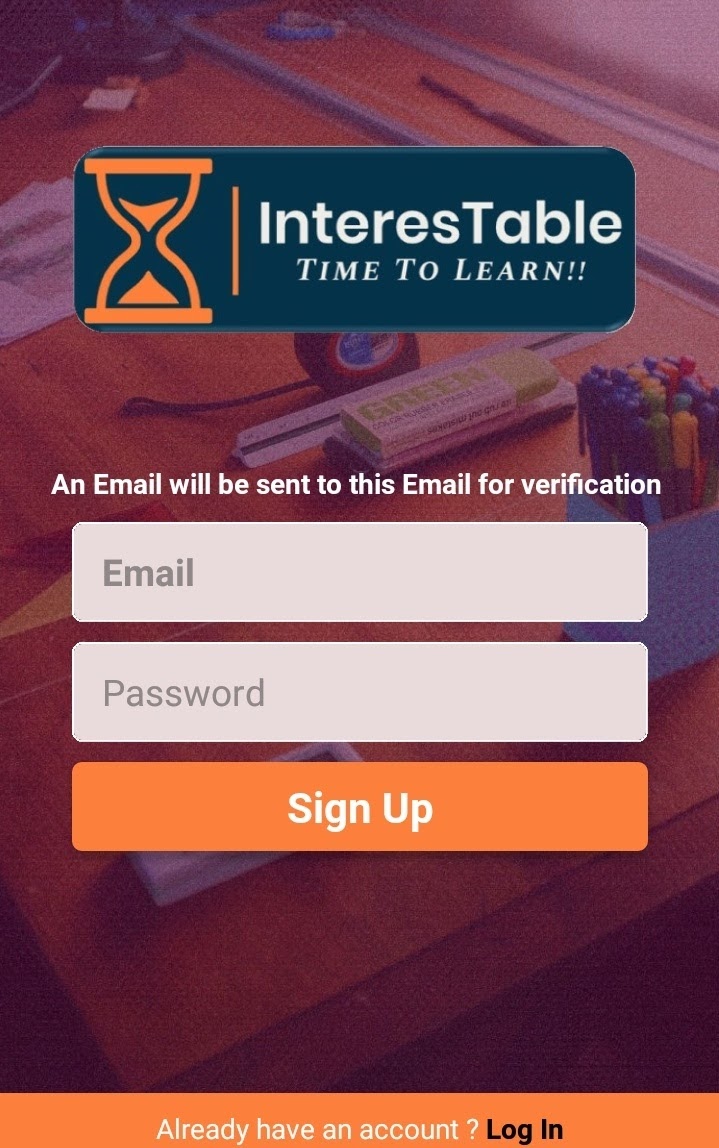 InteresTable
TIME TO LEARN!!
GREEN
An Email will be sent to this Email for verification
Email
Password
Sign Up
Already have an account ? Log In